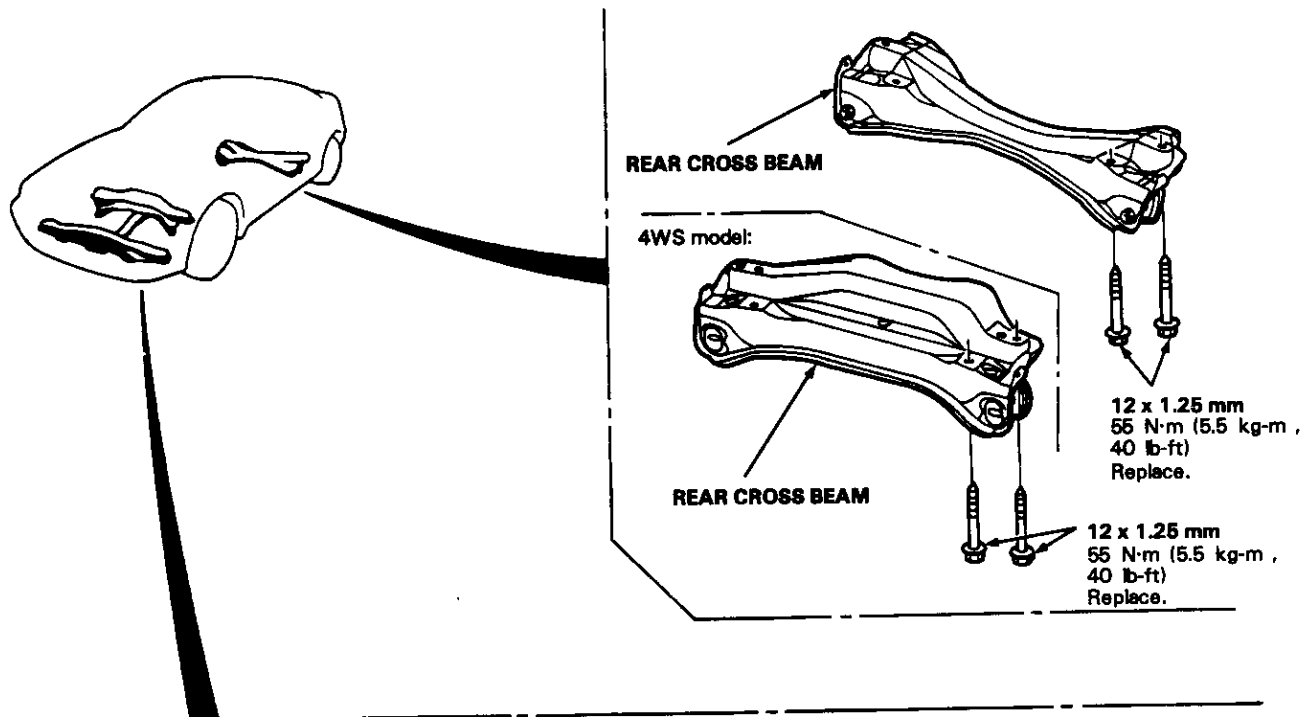 REAR CROSS BEAM
4WS model:
12 x 1.25 mm
55 N·m (5.5 kg-m ,
40 lb-ft)
Replace.
REAR CROSS BEAM
12 x 1.25 mm
55 N·m (5.5 kg-m ,
40 lb-ft)
Replace.